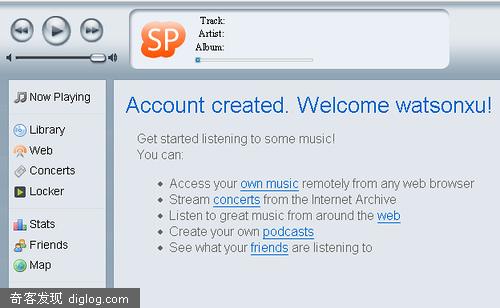 SP
Track:
Artist:
Album:
Now Playing
Library
Web
Concerts
Locker
Stats
Friends
Map
Account created. Welcome watsonxu!
Get started listening to some music!
You can:
Access your own music remotely from any web browser
Stream concerts from the Internet Archive
Listen to great music from around the web
Create your own podcasts
See what your friends are listening to
奇客发现 diglog.com